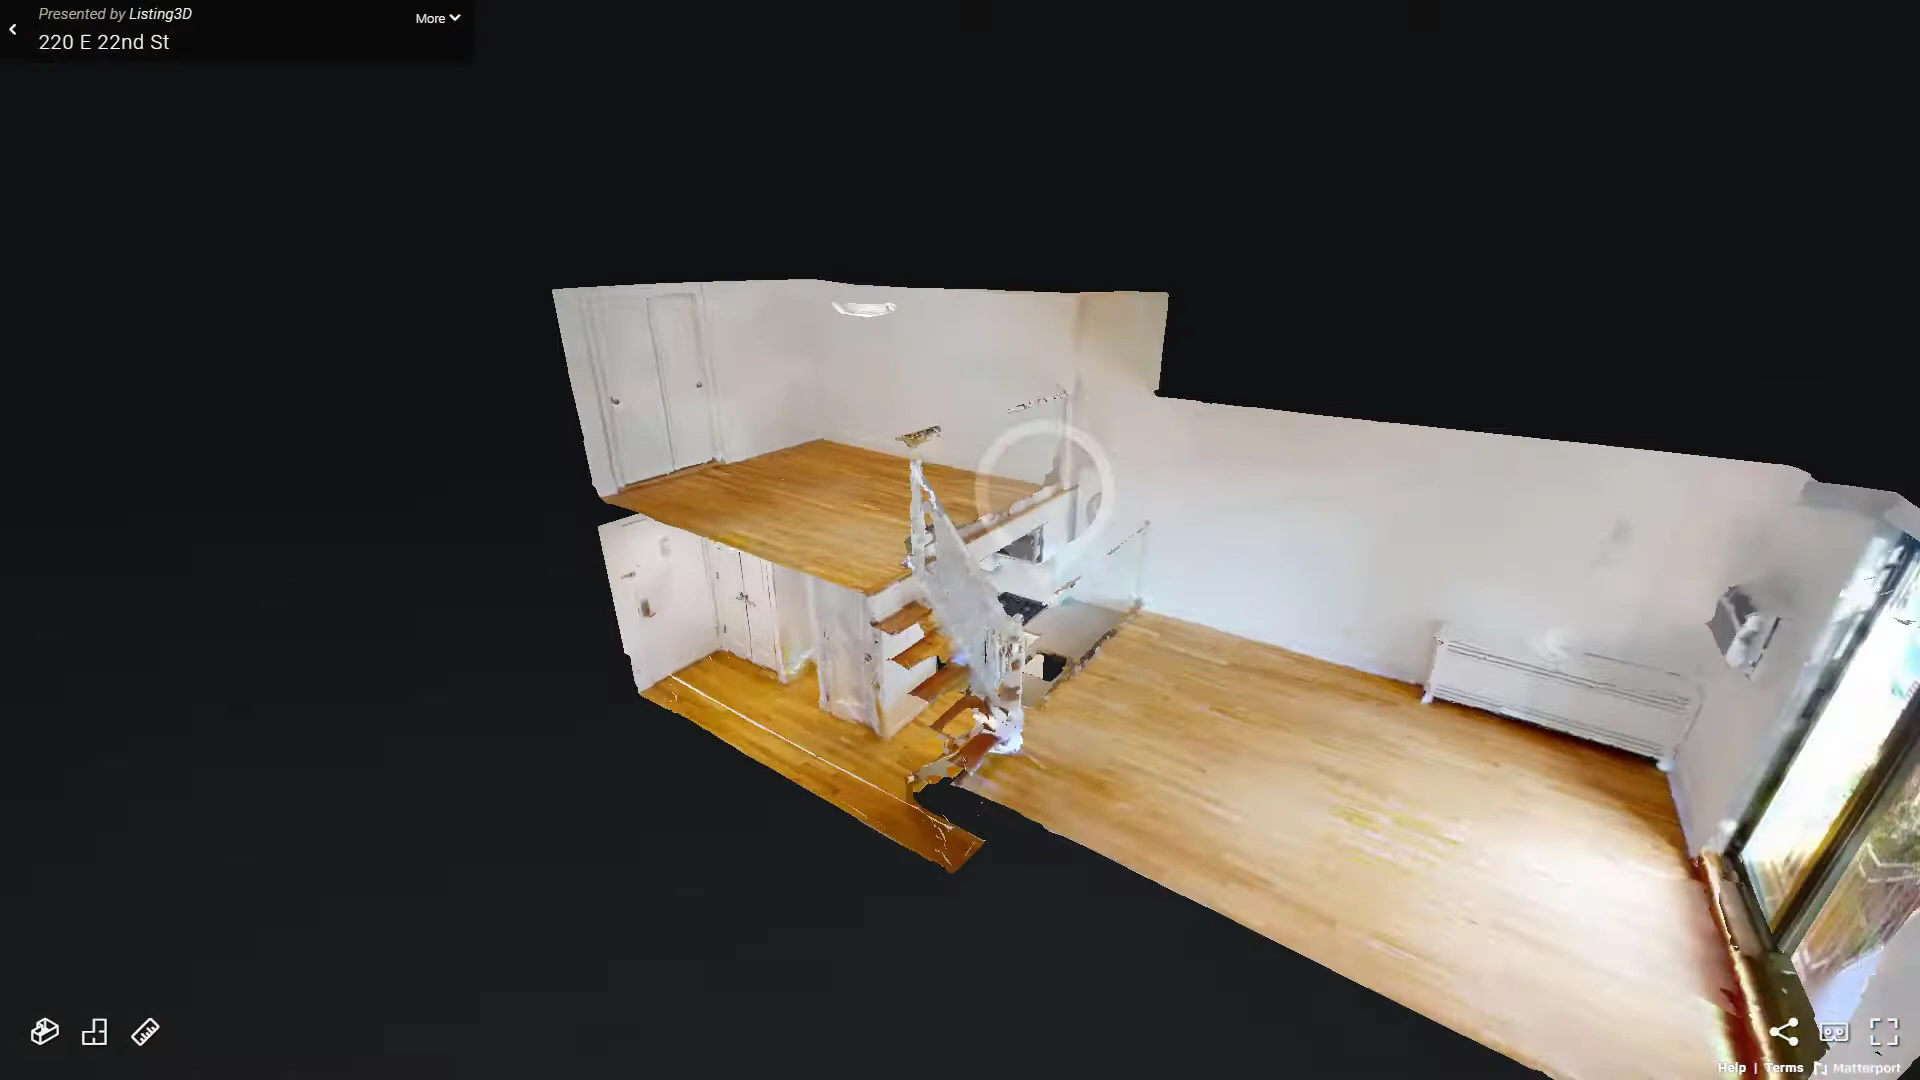 Presented by Listing3D
More
220 E 22nd St
Help | Terms Matterport